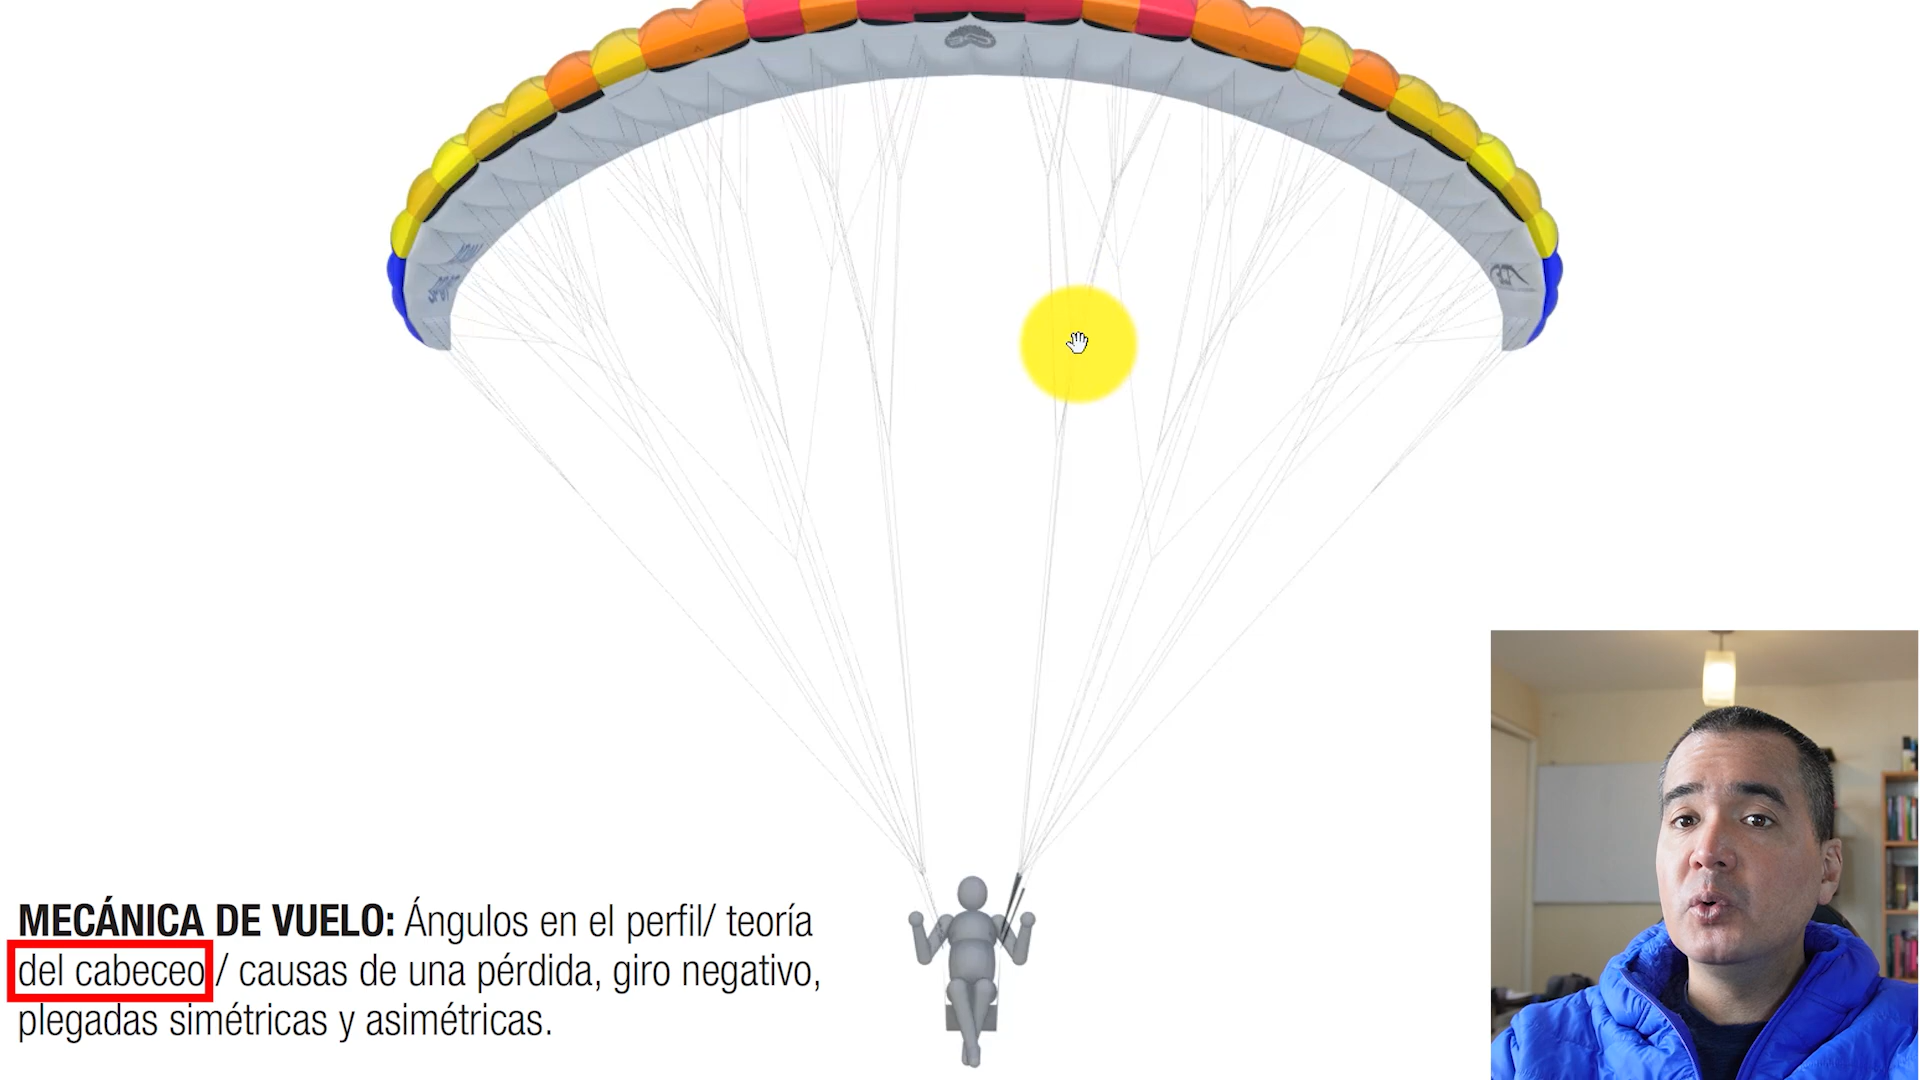 MECÁNICA DE VUELO: Ángulos en el perfil/ teoría
del cabeceo / causas de una pérdida, giro negativo,
plegadas simétricas y asimétricas.